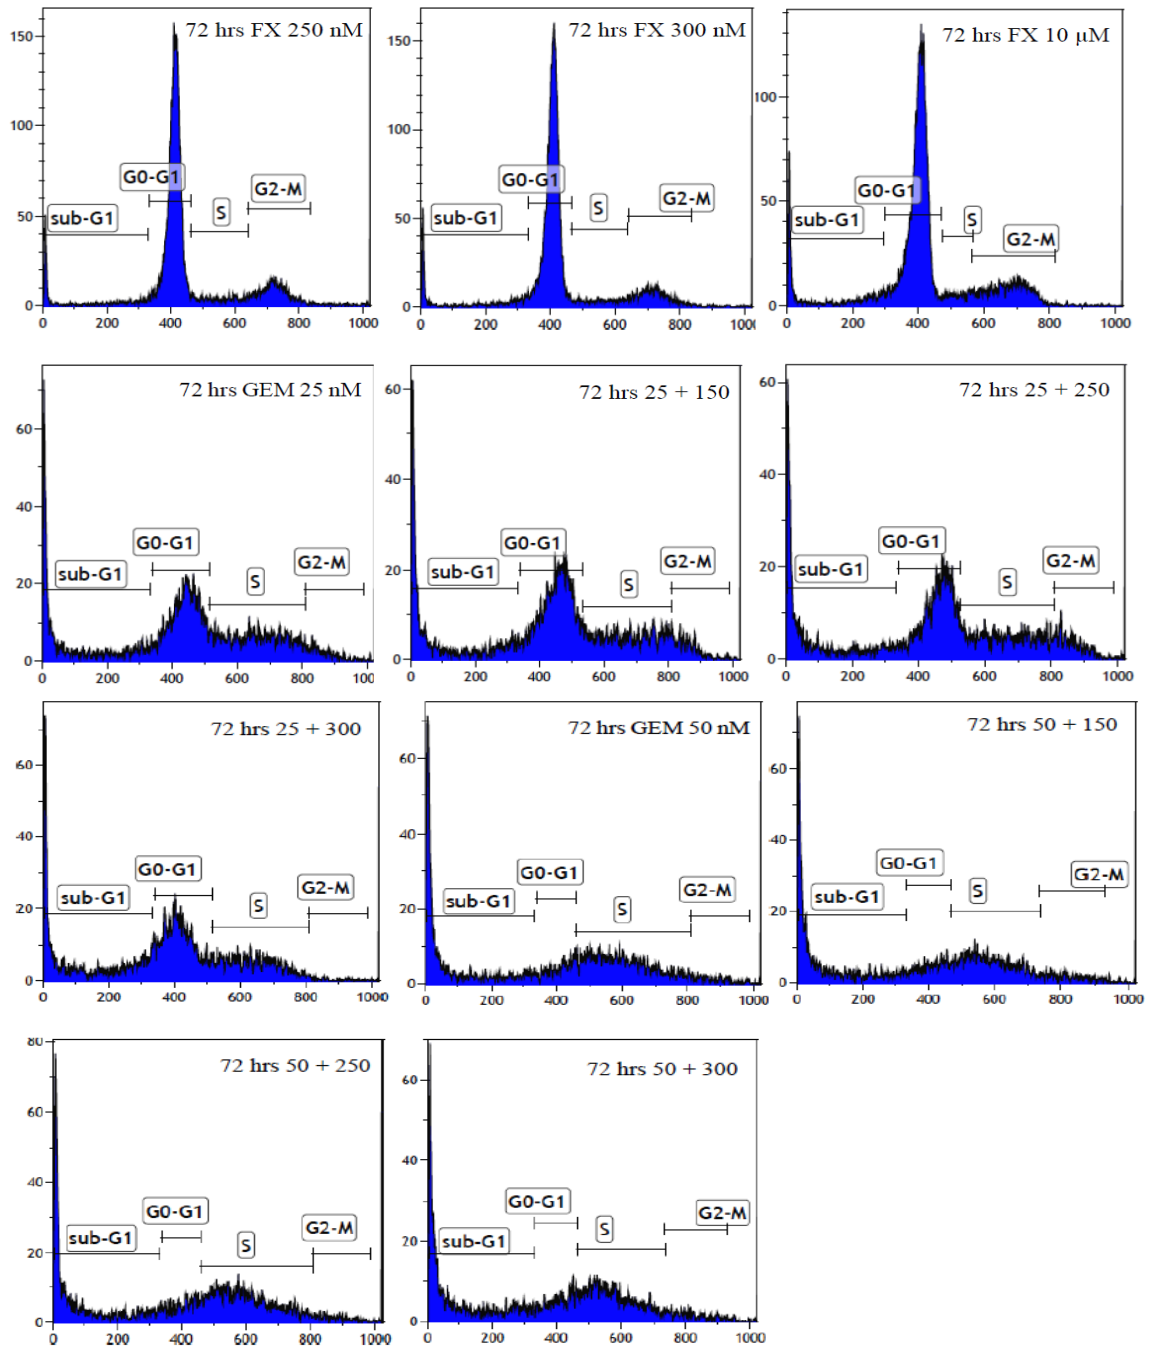 72 hrs FX 250 nM
150
100
50
0
G0-G1
G2-M
sub-G1
S
0 200 400 600 800 1000
72 hrs FX 300 nM
150
100
50
0
G0-G1
G2-M
sub-G1
S
0 200 400 600 800 1000
72 hrs FX 10 µM
100
50
0
G0-G1
sub-G1
S
G2-M
0 200 400 600 800 1000
72 hrs GEM 25 nM
60
40
20
0
G0-G1
G2-M
sub-G1
S
0 200 400 600 800 1000
72 hrs 25 + 150
60
40
20
0
G0-G1
G2-M
sub-G1
S
0 200 400 600 800 1000
72 hrs 25 + 250
60
40
20
0
G0-G1
G2-M
sub-G1
S
0 200 400 600 800 1000
72 hrs 25 + 300
60
40
20
0
G0-G1
G2-M
sub-G1
S
0 200 400 600 800 1000
72 hrs GEM 50 nM
60
40
20
0
G0-G1
G2-M
sub-G1
S
0 200 400 600 800 1000
72 hrs 50 + 150
60
40
20
0
G0-G1
G2-M
sub-G1
S
0 200 400 600 800 1000
72 hrs 50 + 250
80
60
40
20
0
G0-G1
G2-M
sub-G1
S
0 200 400 600 800 1000
72 hrs 50 + 300
60
40
20
0
G0-G1
G2-M
sub-G1
S
0 200 400 600 800 1000